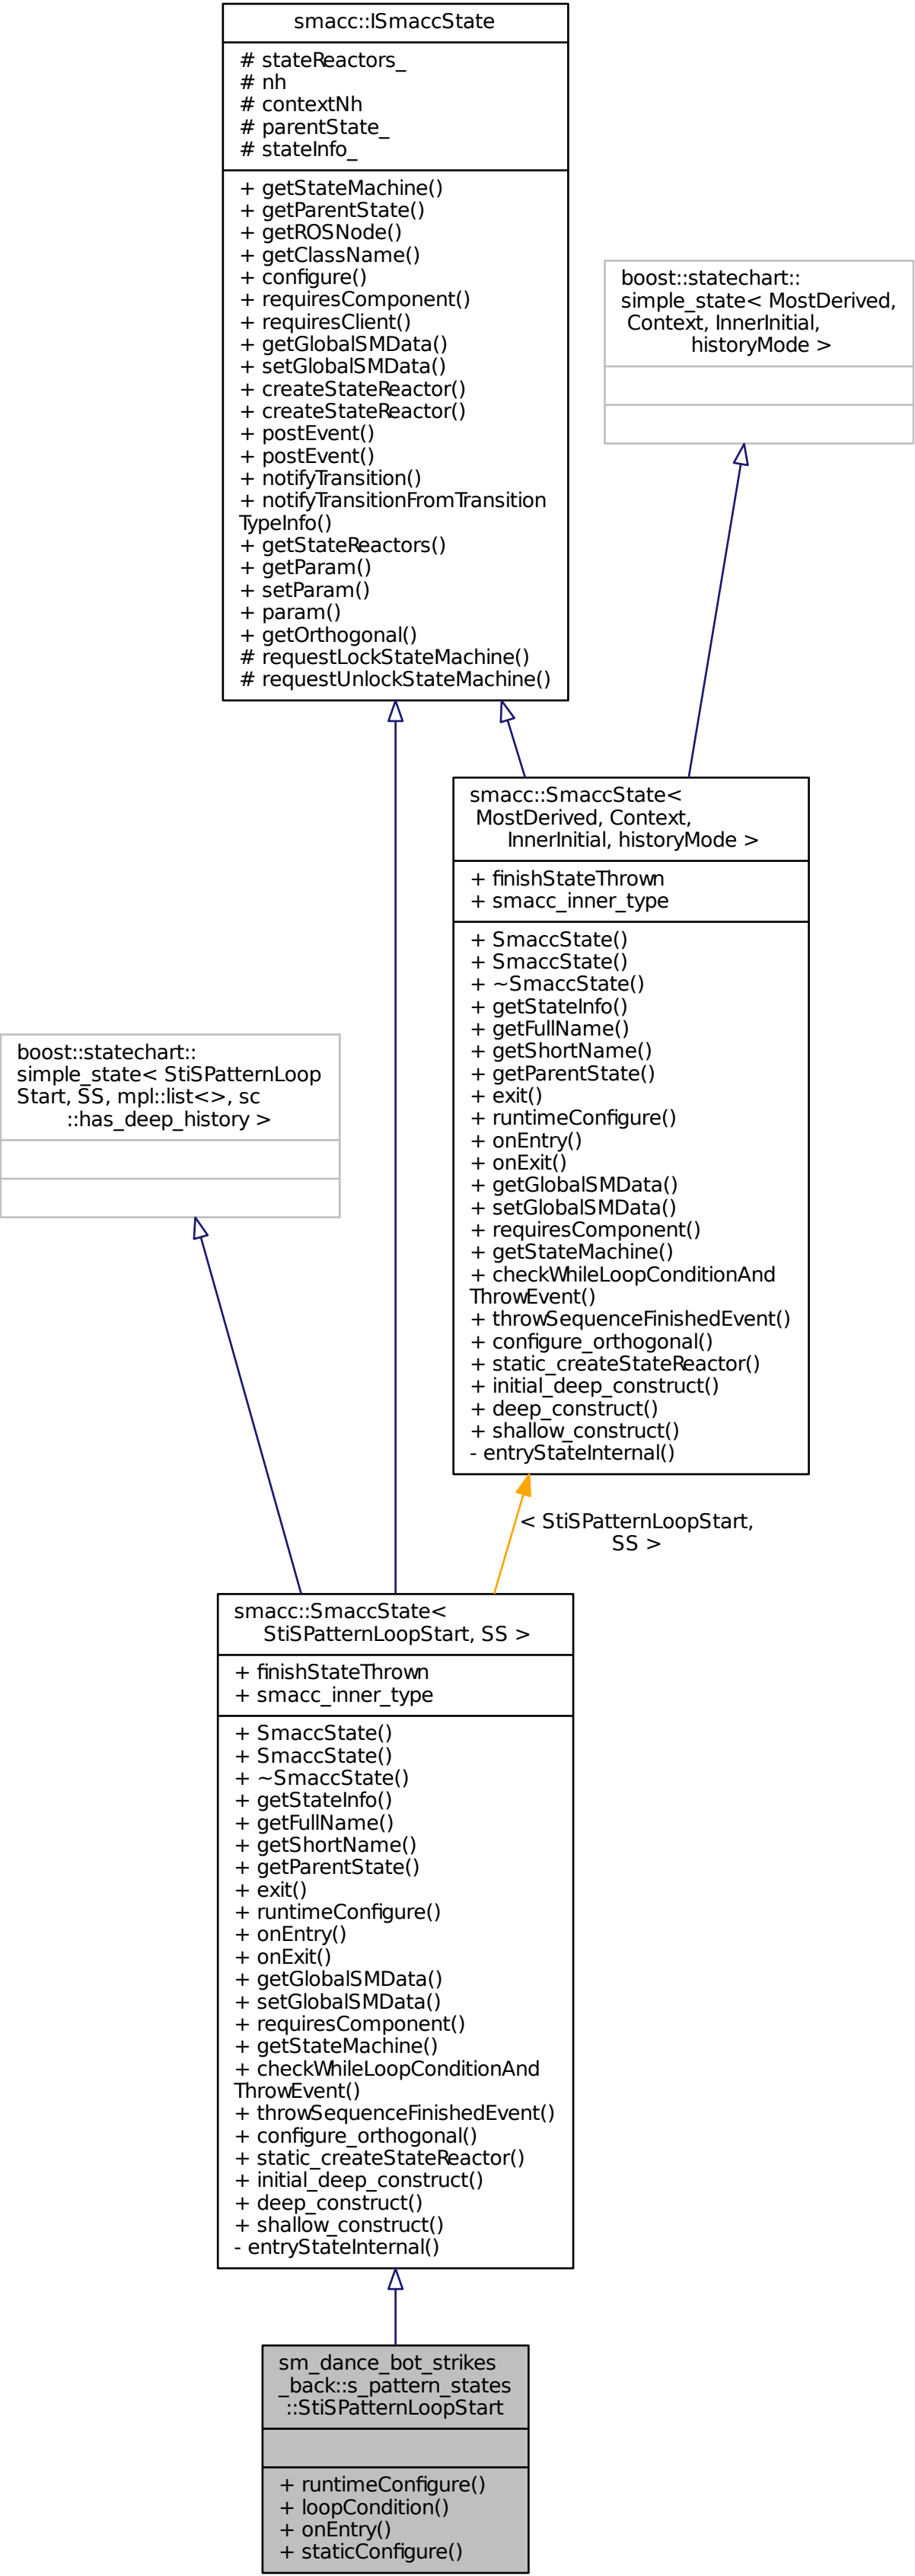 smacc::ISmaccState
# stateReactors_
# nh
# contextNh
# parentState_
# stateInfo_
+ getStateMachine()
+ getParentState()
+ getROSNode()
+ getClassName()
+ configure()
+ requiresComponent()
+ requiresClient()
+ getGlobalSMData()
+ setGlobalSMData()
+ createStateReactor()
+ createStateReactor()
+ postEvent()
+ postEvent()
+ notifyTransition()
+ notifyTransitionFromTransition
TypeInfo()
+ getStateReactors()
+ getParam()
+ setParam()
+ param()
+ getOrthogonal()
# requestLockStateMachine()
# requestUnlockStateMachine()
boost::statechart::
simple_state< MostDerived,
Context, InnerInitial,
historyMode >
smacc::SmaccState<
MostDerived, Context,
InnerInitial, historyMode >
+ finishStateThrown
+ smacc_inner_type
+ SmaccState()
+ SmaccState()
+ ~SmaccState()
+ getStateInfo()
+ getFullName()
+ getShortName()
+ getParentState()
+ exit()
+ runtimeConfigure()
+ onEntry()
+ onExit()
+ getGlobalSMData()
+ setGlobalSMData()
+ requiresComponent()
+ getStateMachine()
+ checkWhileLoopConditionAnd
ThrowEvent()
+ throwSequenceFinishedEvent()
+ configure_orthogonal()
+ static_createStateReactor()
+ initial_deep_construct()
+ deep_construct()
+ shallow_construct()
- entryStateInternal()
boost::statechart::
simple_state< StiSPatternLoop
Start, SS, mpl::list<>, sc
::has_deep_history >
< StiSPatternLoopStart,
SS >
smacc::SmaccState<
StiSPatternLoopStart, SS >
+ finishStateThrown
+ smacc_inner_type
+ SmaccState()
+ SmaccState()
+ ~SmaccState()
+ getStateInfo()
+ getFullName()
+ getShortName()
+ getParentState()
+ exit()
+ runtimeConfigure()
+ onEntry()
+ onExit()
+ getGlobalSMData()
+ setGlobalSMData()
+ requiresComponent()
+ getStateMachine()
+ checkWhileLoopConditionAnd
ThrowEvent()
+ throwSequenceFinishedEvent()
+ configure_orthogonal()
+ static_createStateReactor()
+ initial_deep_construct()
+ deep_construct()
+ shallow_construct()
- entryStateInternal()
sm_dance_bot_strikes
_back::s_pattern_states
::StiSPatternLoopStart
+ runtimeConfigure()
+ loopCondition()
+ onEntry()
+ staticConfigure()